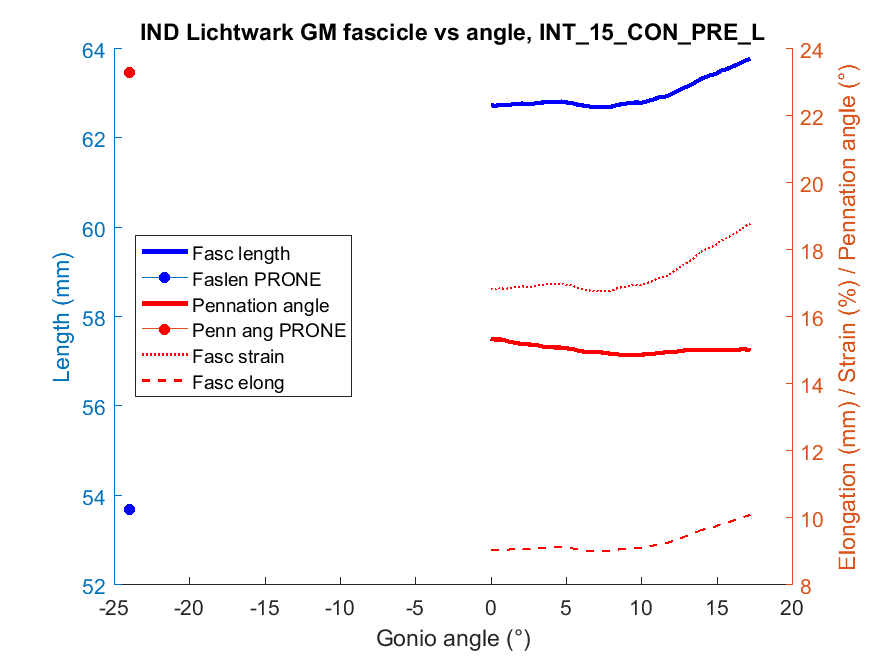 IND Lichtwark GM fascicle vs angle, INT_15_CON_PRE_L
64
62
60
58
56
54
52
Length (mm)
24
22
20
18
16
14
12
10
8
Elongation (mm) / Strain (%) / Pennation angle (°)
Fasc length
Faslen PRONE
Pennation angle
Penn ang PRONE
Fasc strain
Fasc elong
-25 -20 -15 -10 -5 0 5 10 15 20
Gonio angle (°)